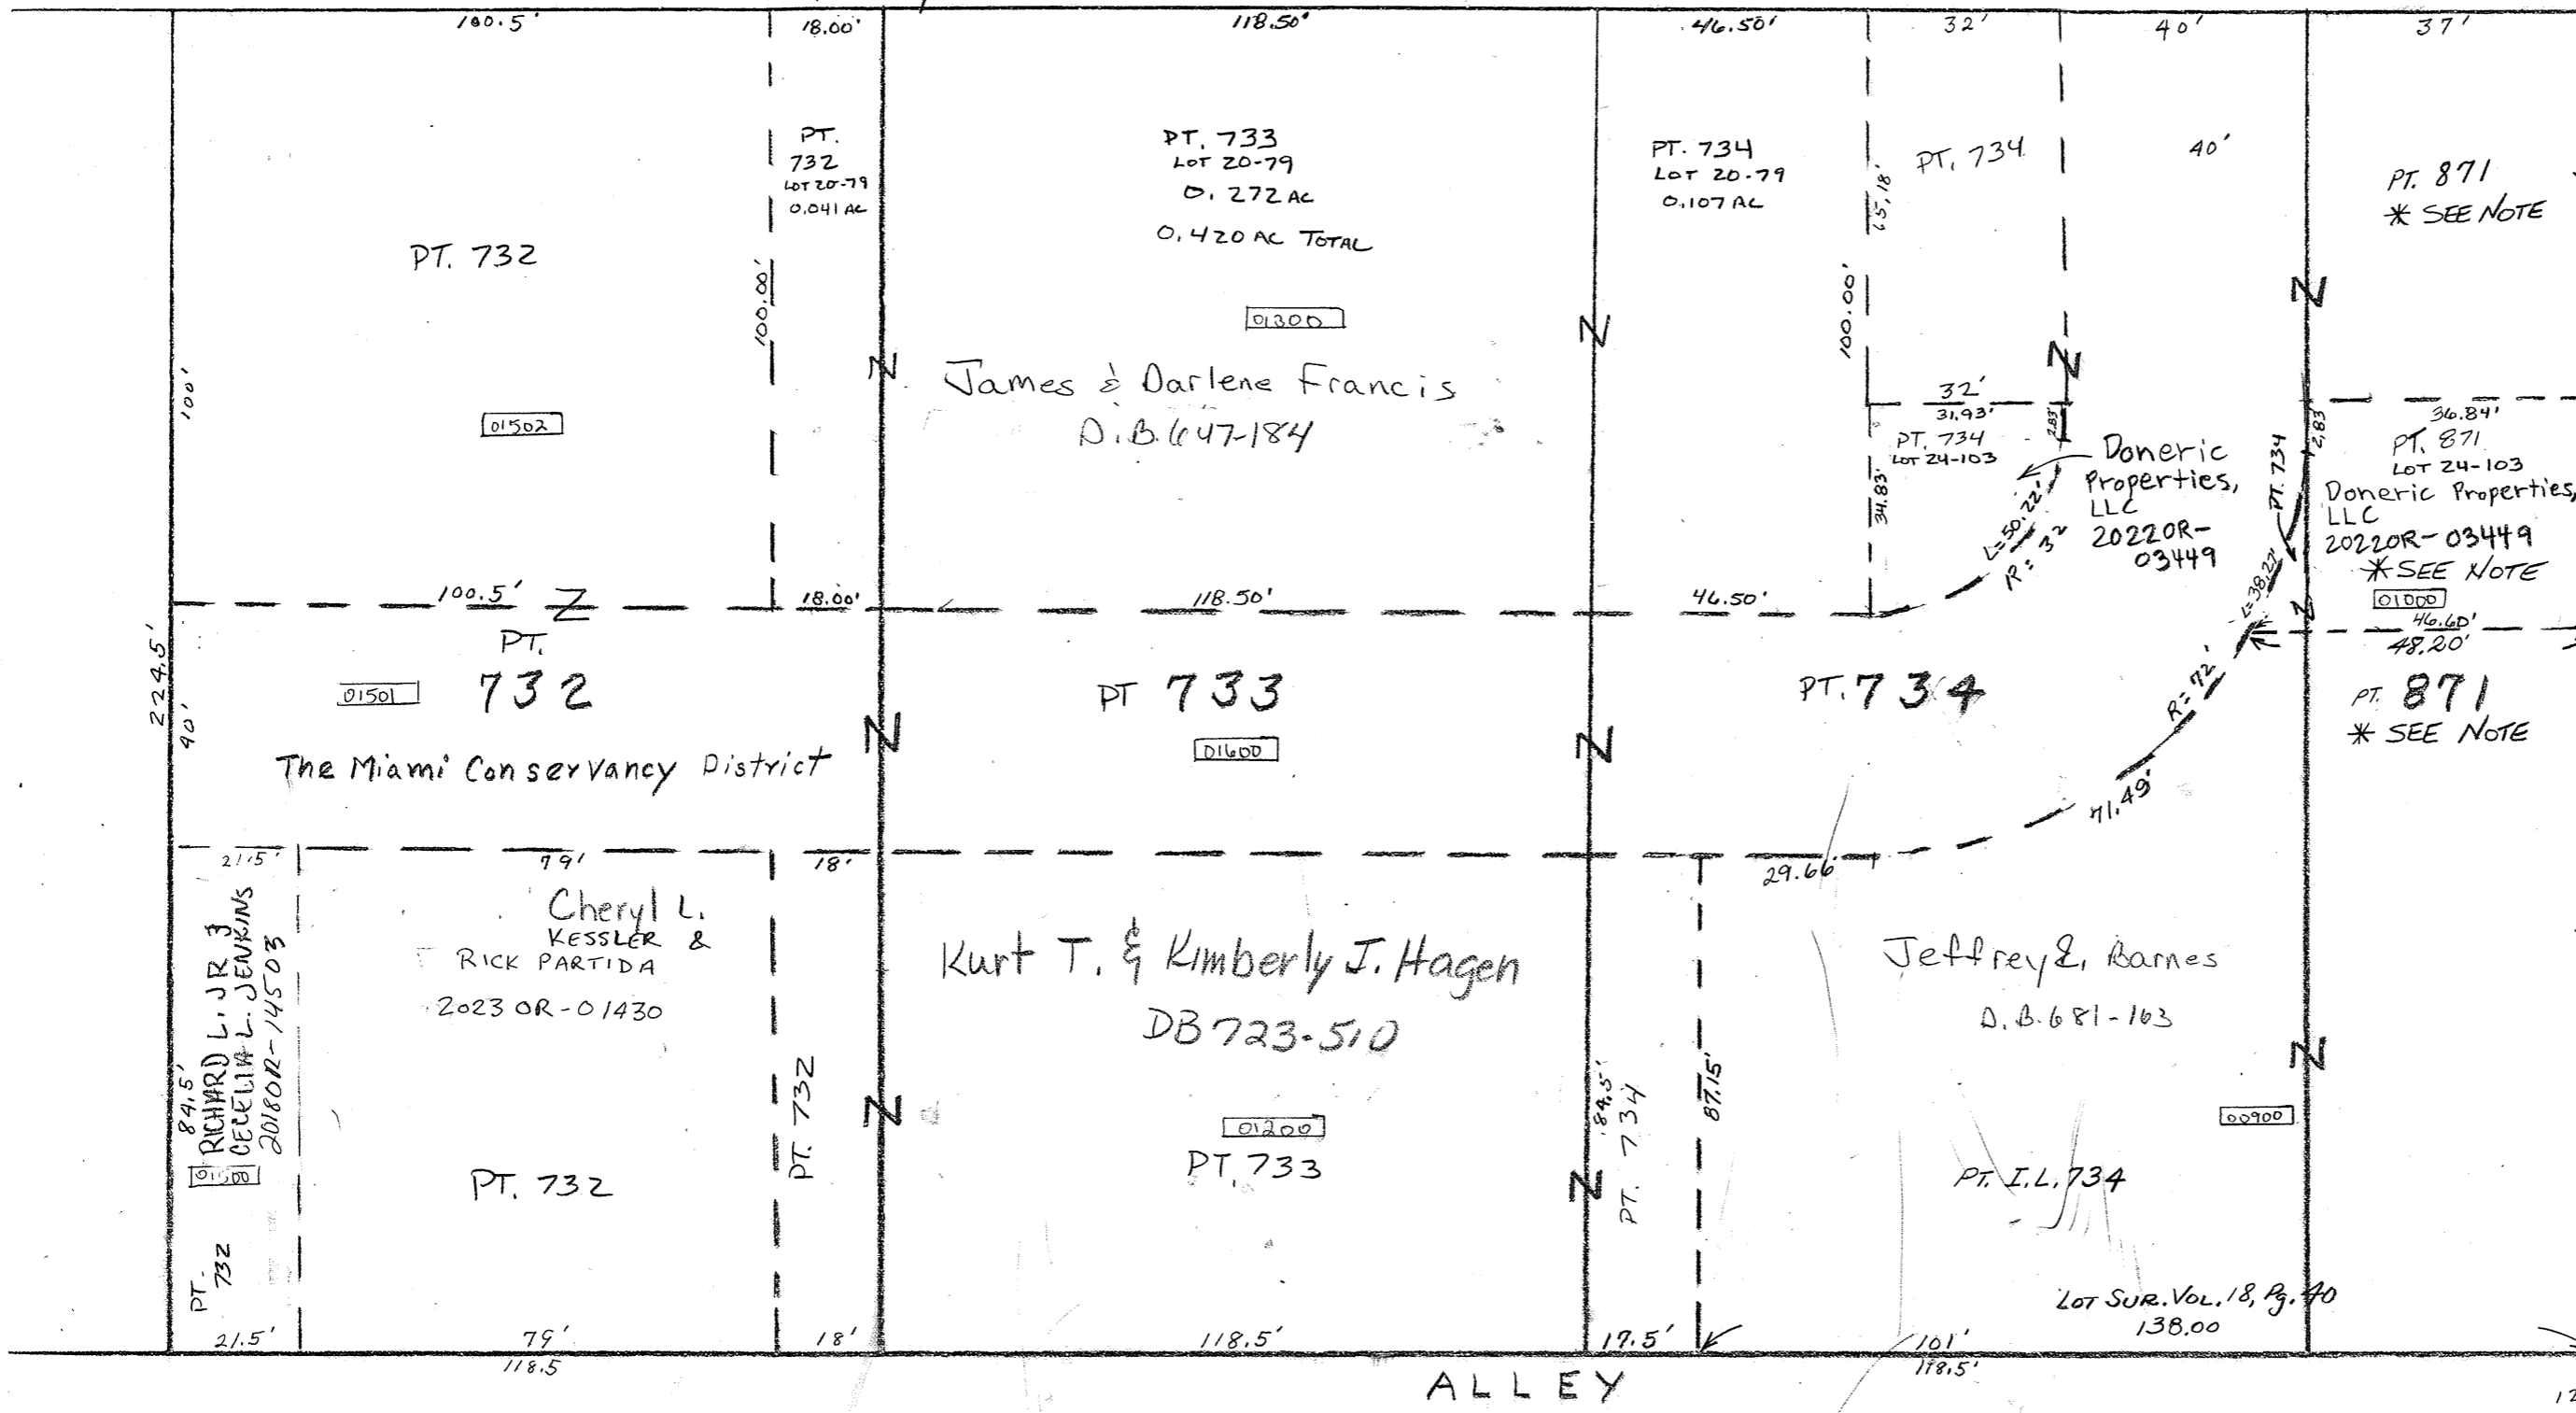 100.5' 18.00' 118.50' 46.50' 32' 40' 37'
PT. 732
100'
01502
100.00'
PT.
732
LOT 20-79
0.041 AC
PT. 733
LOT 20-79
0.272 AC
0.420 AC TOTAL
01300
James & Darlene Francis
D.B. 647-184
PT. 734
LOT 20-79
0.107 AC
65.18'
100.00'
PT. 734
40'
PT. 871
* SEE NOTE
32'
31.93'
2.83'
PT. 734
LOT 24-103
34.83'
L=50.22'
R=32
Doneric
Properties,
LLC
2022OR-
03449
PT. 734
2.83'
L=38.27'
36.84'
PT. 871
LOT 24-103
Doneric Properties,
LLC
2022OR-03449
* SEE NOTE
01000
46.60'
48.20'
100.5' Z 18.00' 118.50' 46.50'
Z
Z
Z
Z
Z
224.5'
40'
PT.
732
01501
The Miami Conservancy District
Z
PT 733
01600
Z
PT. 734
R=72'
71.49'
PT. 871
* SEE NOTE
21.5' 79' 18' 29.66'
84.5'
RICHARD L. JR &
CECELIA L. JENKINS
2018OR-14503
01500
PT.
732
Cheryl L.
KESSLER &
RICK PARTIDA
2023 OR-01430
PT. 732
PT. 732
Z
Kurt T. & Kimberly J. Hagen
DB 723-510
01200
PT. 733
Z
84.5'
PT. 734
87.15'
Jeffrey E. Barnes
D.B. 681-163
Z
00900
PT. I.L. 734
LOT SUR. VOL. 18, Pg. 40
138.00
21.5' 79' 18' 118.5' 17.5' 101'
118.5 118.5'
ALLEY
12